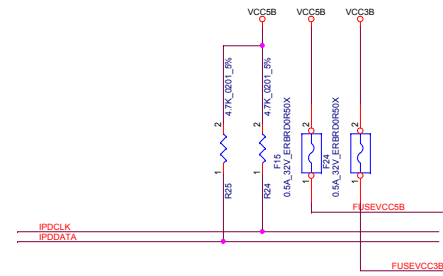 VCC5B VCC5B VCC3B
4.7K_0201_5%
4.7K_0201_5%
2
2
2
2
F15
0.5A_32V_ERBRD0R50X
F24
0.5A_32V_ERBRD0R50X
1
1
1
1
R25
R24
FUSEVCC5B
IPDCLK
IPDDATA
FUSEVCC3B